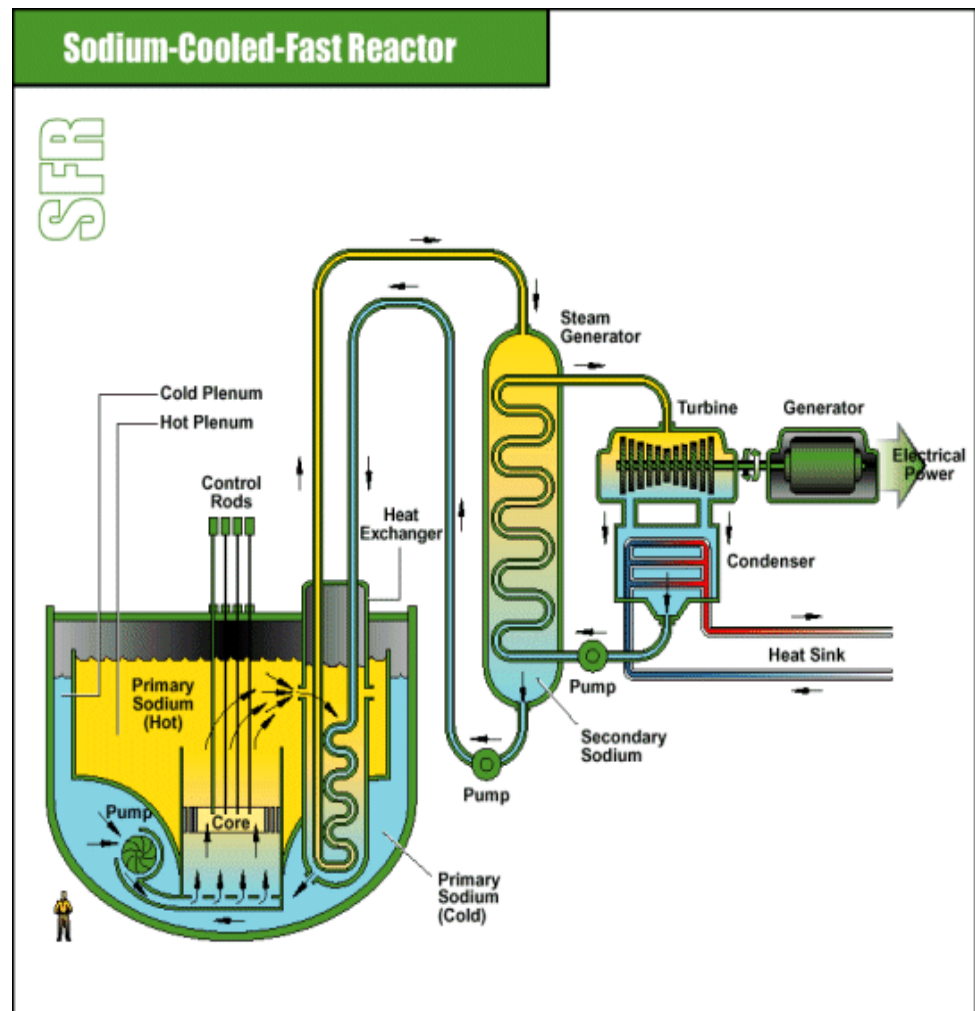 Sodium-Cooled-Fast Reactor
SFR
Steam
Generator
Cold Plenum
Hot Plenum
Turbine
Generator
Electrical
Power
Control
Rods
Heat
Exchanger
Condenser
Primary
Sodium
(Hot)
Heat Sink
Pump
Secondary
Sodium
Pump
Pump
Core
Primary
Sodium
(Cold)